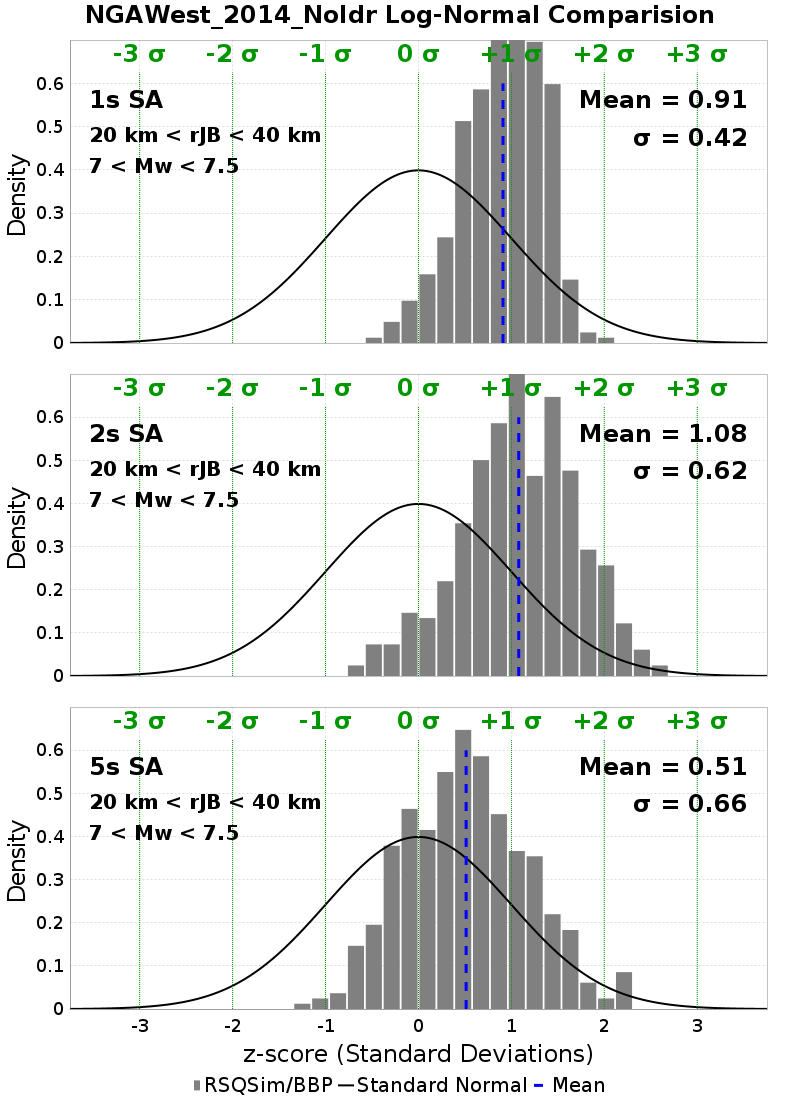 NGAWest_2014_NoIdr Log-Normal Comparision
-3 σ -2 σ -1 σ 0 σ +1 σ +2 σ +3 σ
1s SA
20 km < rJB < 40 km
7 < Mw < 7.5
Mean = 0.91
σ = 0.42
Density
0.6
0.5
0.4
0.3
0.2
0.1
0
-3 σ -2 σ -1 σ 0 σ +1 σ +2 σ +3 σ
2s SA
20 km < rJB < 40 km
7 < Mw < 7.5
Mean = 1.08
σ = 0.62
Density
0.6
0.5
0.4
0.3
0.2
0.1
0
-3 σ -2 σ -1 σ 0 σ +1 σ +2 σ +3 σ
5s SA
20 km < rJB < 40 km
7 < Mw < 7.5
Mean = 0.51
σ = 0.66
Density
0.6
0.5
0.4
0.3
0.2
0.1
0
-3 -2 -1 0 1 2 3
z-score (Standard Deviations)
RSQSim/BBP Standard Normal Mean